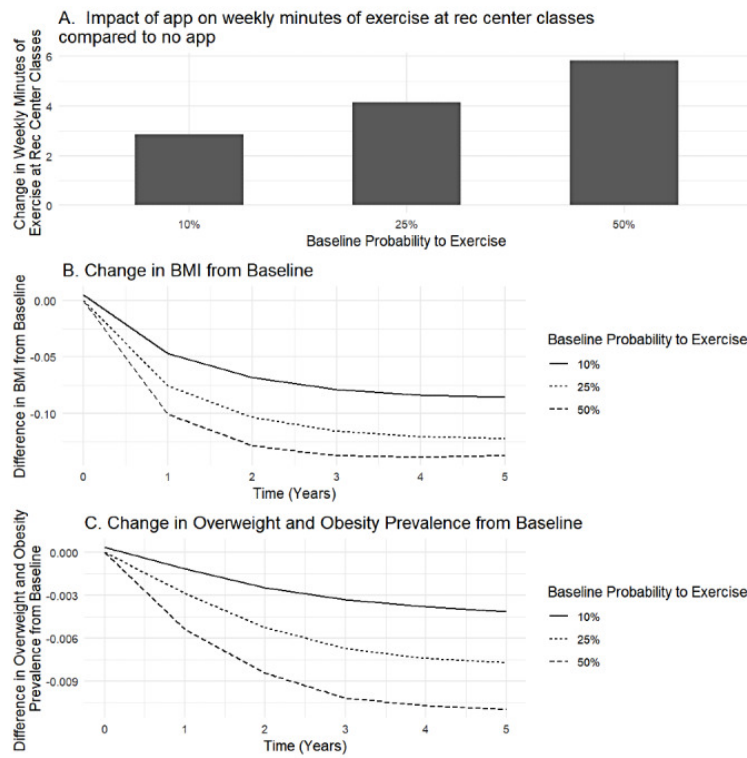 A. Impact of app on weekly minutes of exercise at rec center classes
compared to no app
Change in Weekly Minutes of
Exercise at Rec Center Classes
6
4
2
0
10%
25%
50%
Baseline Probability to Exercise
B. Change in BMI from Baseline
Difference in BMI from Baseline
0.00
-0.05
-0.10
0
1
2
3
4
5
Time (Years)
Baseline Probability to Exercise
10%
25%
50%
C. Change in Overweight and Obesity Prevalence from Baseline
Difference in Overweight and Obesity
Prevalence from Baseline
0.000
-0.003
-0.006
-0.009
0
1
2
3
4
5
Time (Years)
Baseline Probability to Exercise
10%
25%
50%